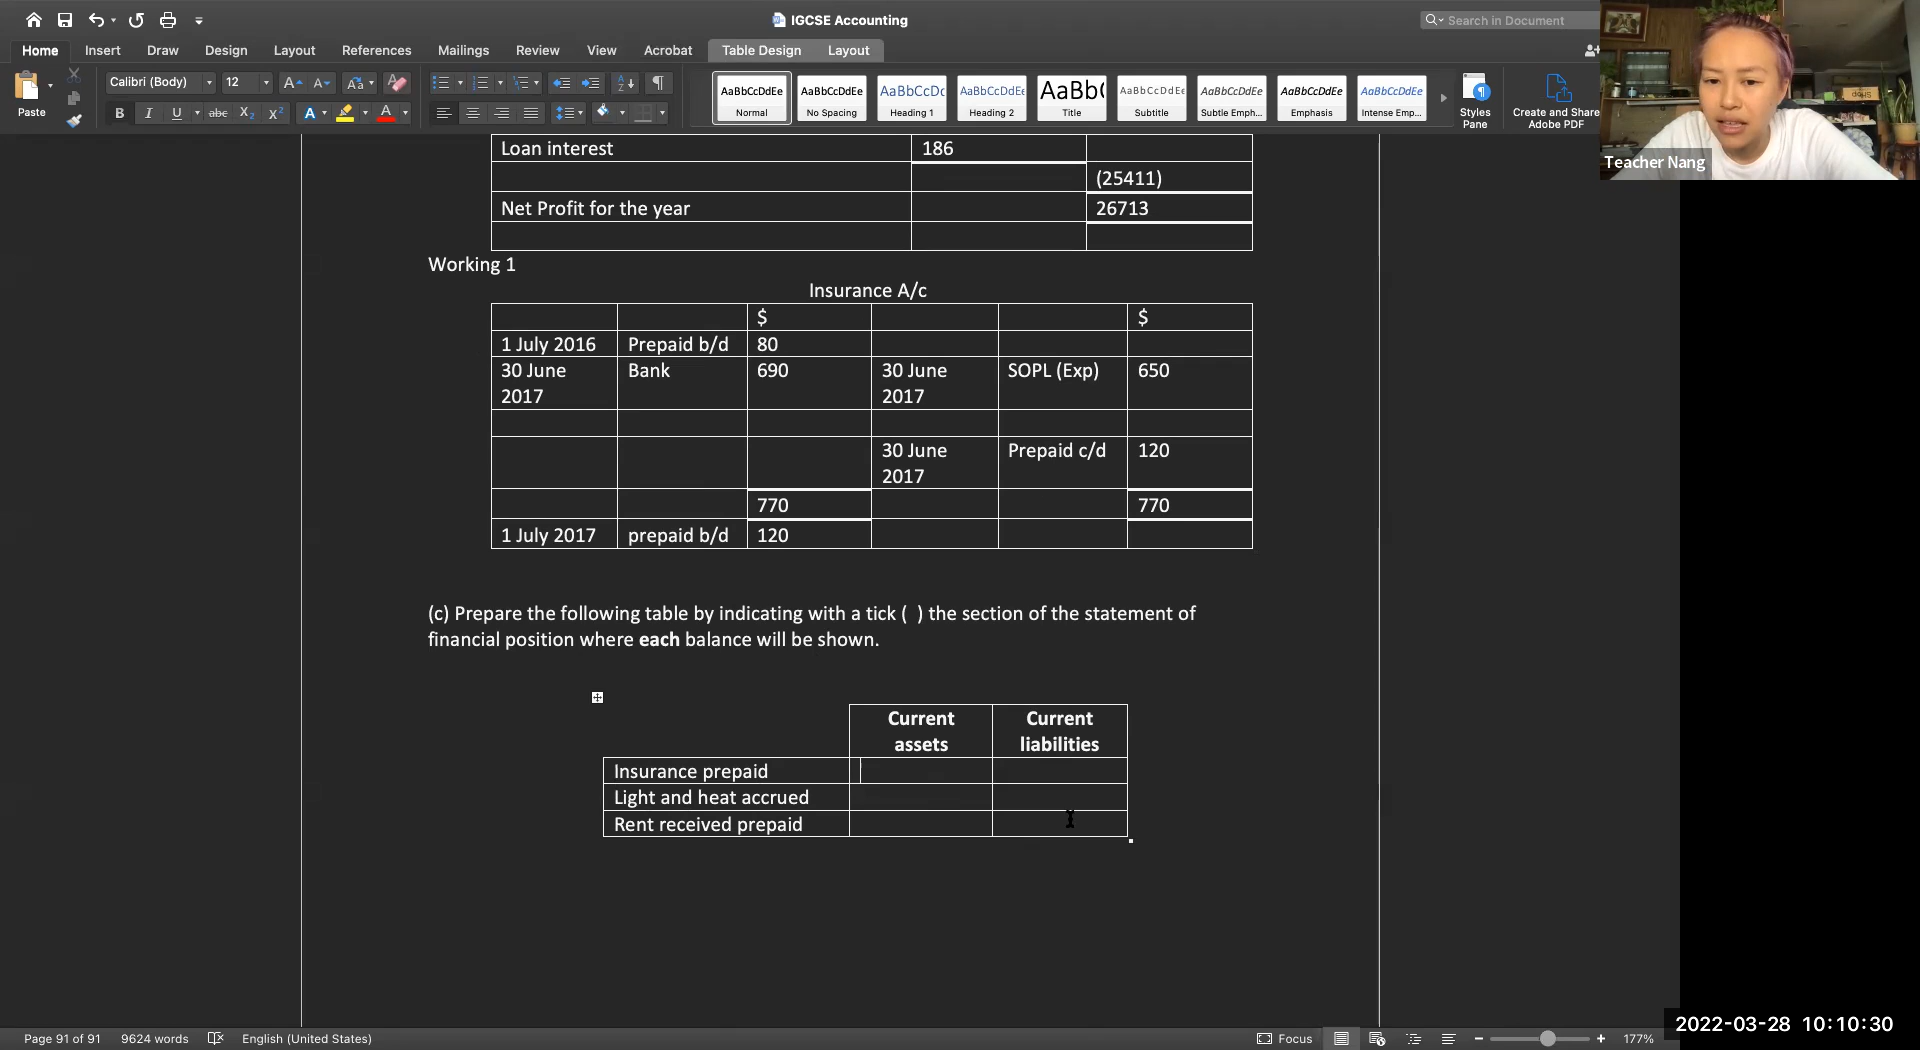 IGCSE Accounting
Search in Document
Home Insert Draw Design Layout References Mailings Review View Acrobat Table Design Layout
Paste
Calibri (Body) 12
AaBbCcDdEe AaBbCcDdEe AaBbCcDc AaBbCcDdEe AaBb( AaBbCcDdEe AaBbCcDdEe AaBbCcDdEe AaBbCcDdEe
Normal No Spacing Heading 1 Heading 2 Title Subtitle Subtle Emph... Emphasis Intense Emp...
Styles Pane
Create and Share Adobe PDF
Teacher Nang
Loan interest 186
(25411)
Net Profit for the year 26713
Working 1
Insurance A/c
$ $
1 July 2016 Prepaid b/d 80
30 June 2017 Bank 690 30 June 2017 SOPL (Exp) 650
30 June 2017 Prepaid c/d 120
770 770
1 July 2017 prepaid b/d 120
(c) Prepare the following table by indicating with a tick ( ) the section of the statement of
financial position where each balance will be shown.
Current assets Current liabilities
Insurance prepaid
Light and heat accrued
Rent received prepaid
Page 91 of 91 9624 words English (United States) Focus 177%
2022-03-28 10:10:30